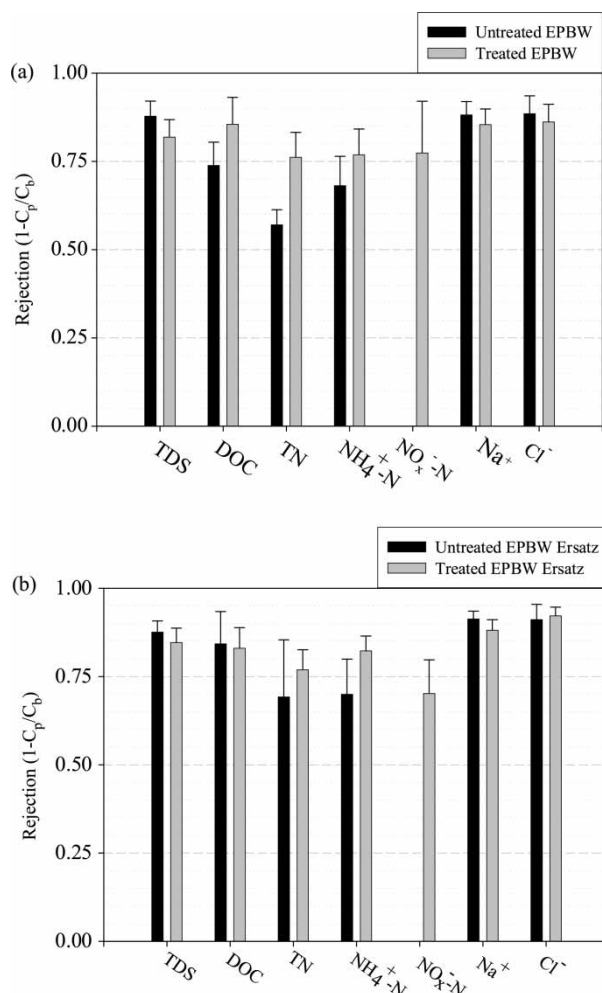 Untreated EPBW
Treated EPBW
(a)
1.00
0.75
0.50
0.25
0.00
Rejection (1-Cp/Cb)
TDS DOC TN NH4+-N NOx--N Na+ Cl-
Untreated EPBW Ersatz
Treated EPBW Ersatz
(b)
1.00
0.75
0.50
0.25
0.00
Rejection (1-Cp/Cb)
TDS DOC TN NH4+-N NOx--N Na+ Cl-